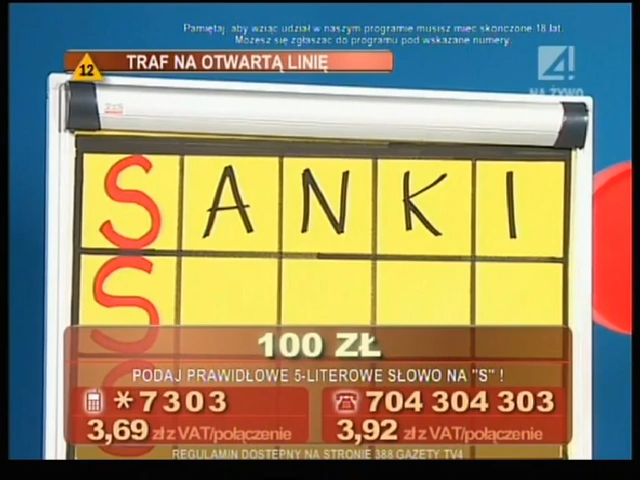 Pamiętaj, aby wziąć udział w naszym programie musisz mieć skończone 18 lat.
Możesz się zgłaszać do programu pod wskazane numery.
12 TRAF NA OTWARTĄ LINIĘ
4!
NA ŻYWO
S A N K I
S
100 ZŁ
PODAJ PRAWIDŁOWE 5-LITEROWE SŁOWO NA "S" !
*7303 704 304 303
3,69 zł z VAT/połączenie 3,92 zł z VAT/połączenie
REGULAMIN DOSTĘPNY NA STRONIE 388 GAZETY TV4